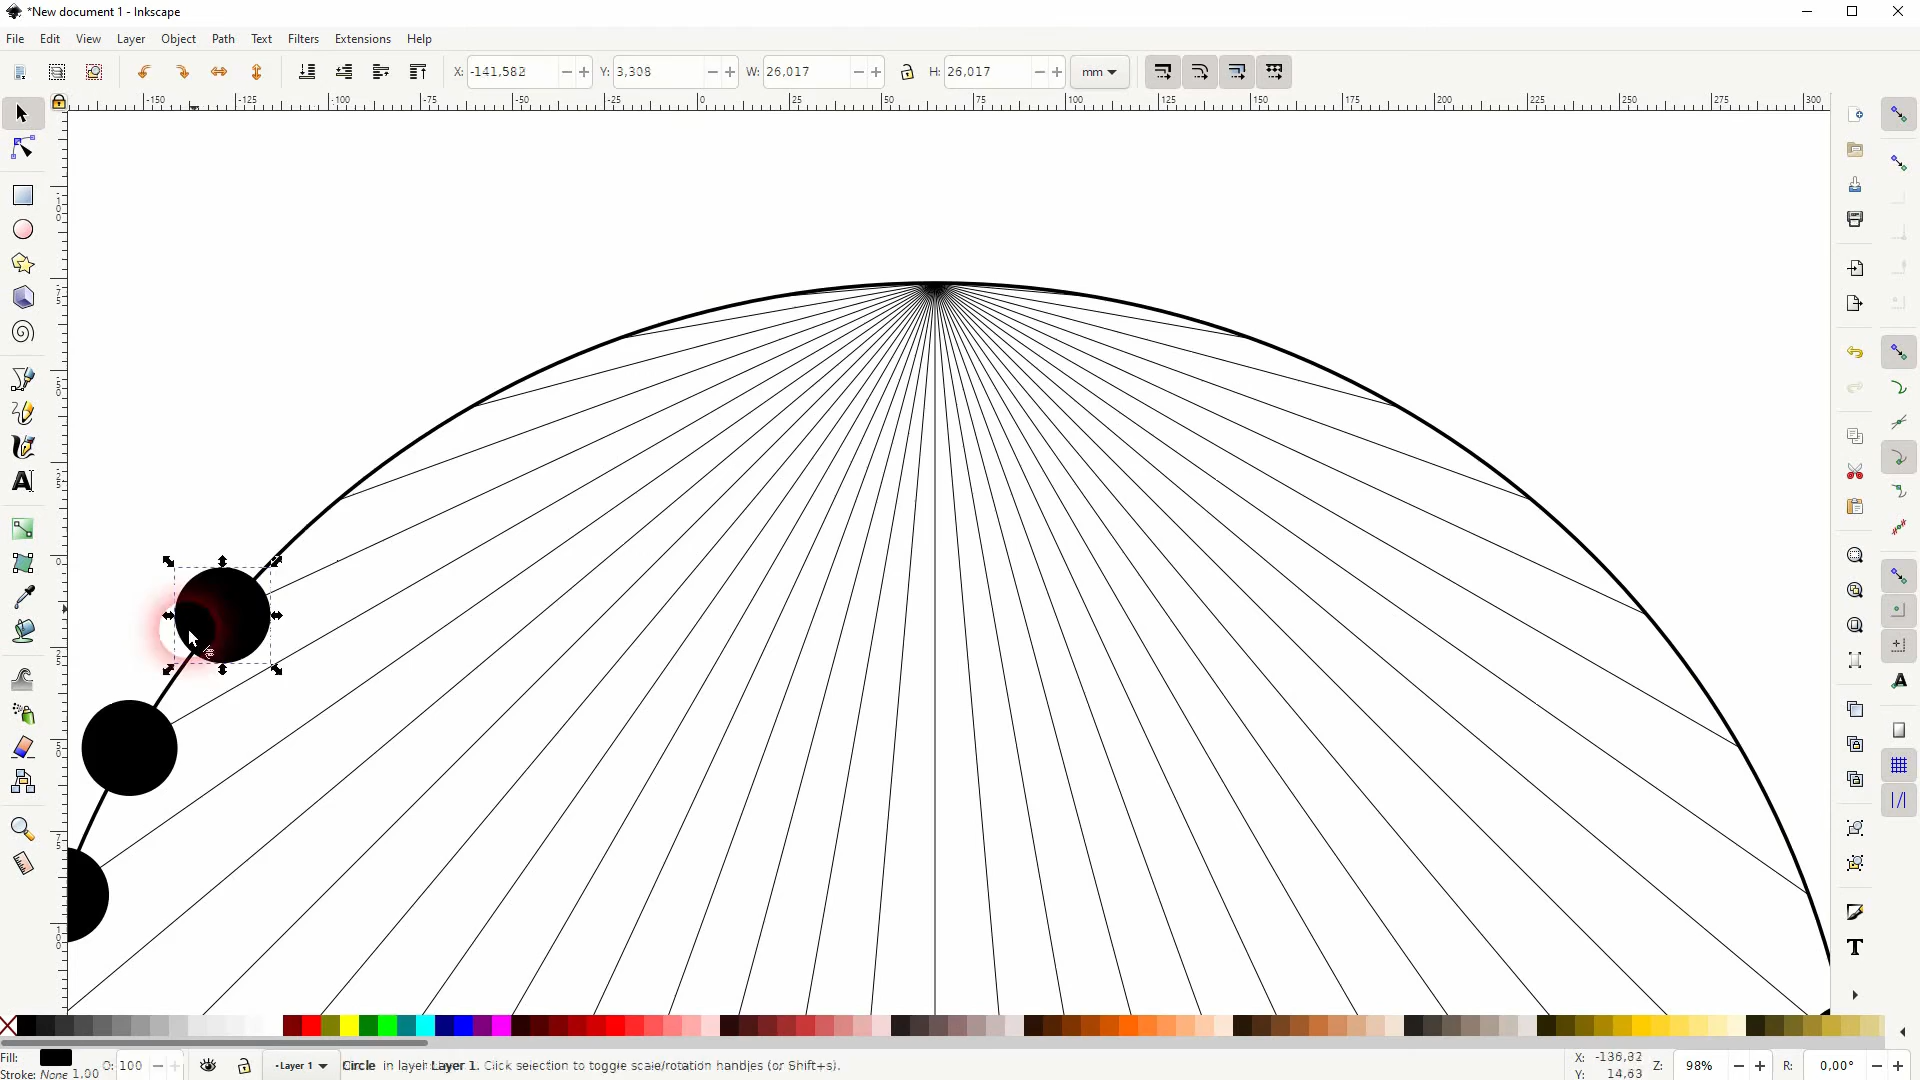 *New document 1 - Inkscape
File Edit View Layer Object Path Filters Text Extensions Help
X: -141,582 Y: 3,308 W: 26,017 H: 26,017 mm
-150 -125 -100 -75 -50 -25 0 25 50 75 100 125 150 175 200 225 250 275 300
Fill: O: 100 Layer 1 Circle in layer Layer 1. Click selection to toggle scale/rotation handles (or Shift+s). X: -136,82 Z: 98% R: 0,00°
Stroke: None 1,00 Y: 14,63